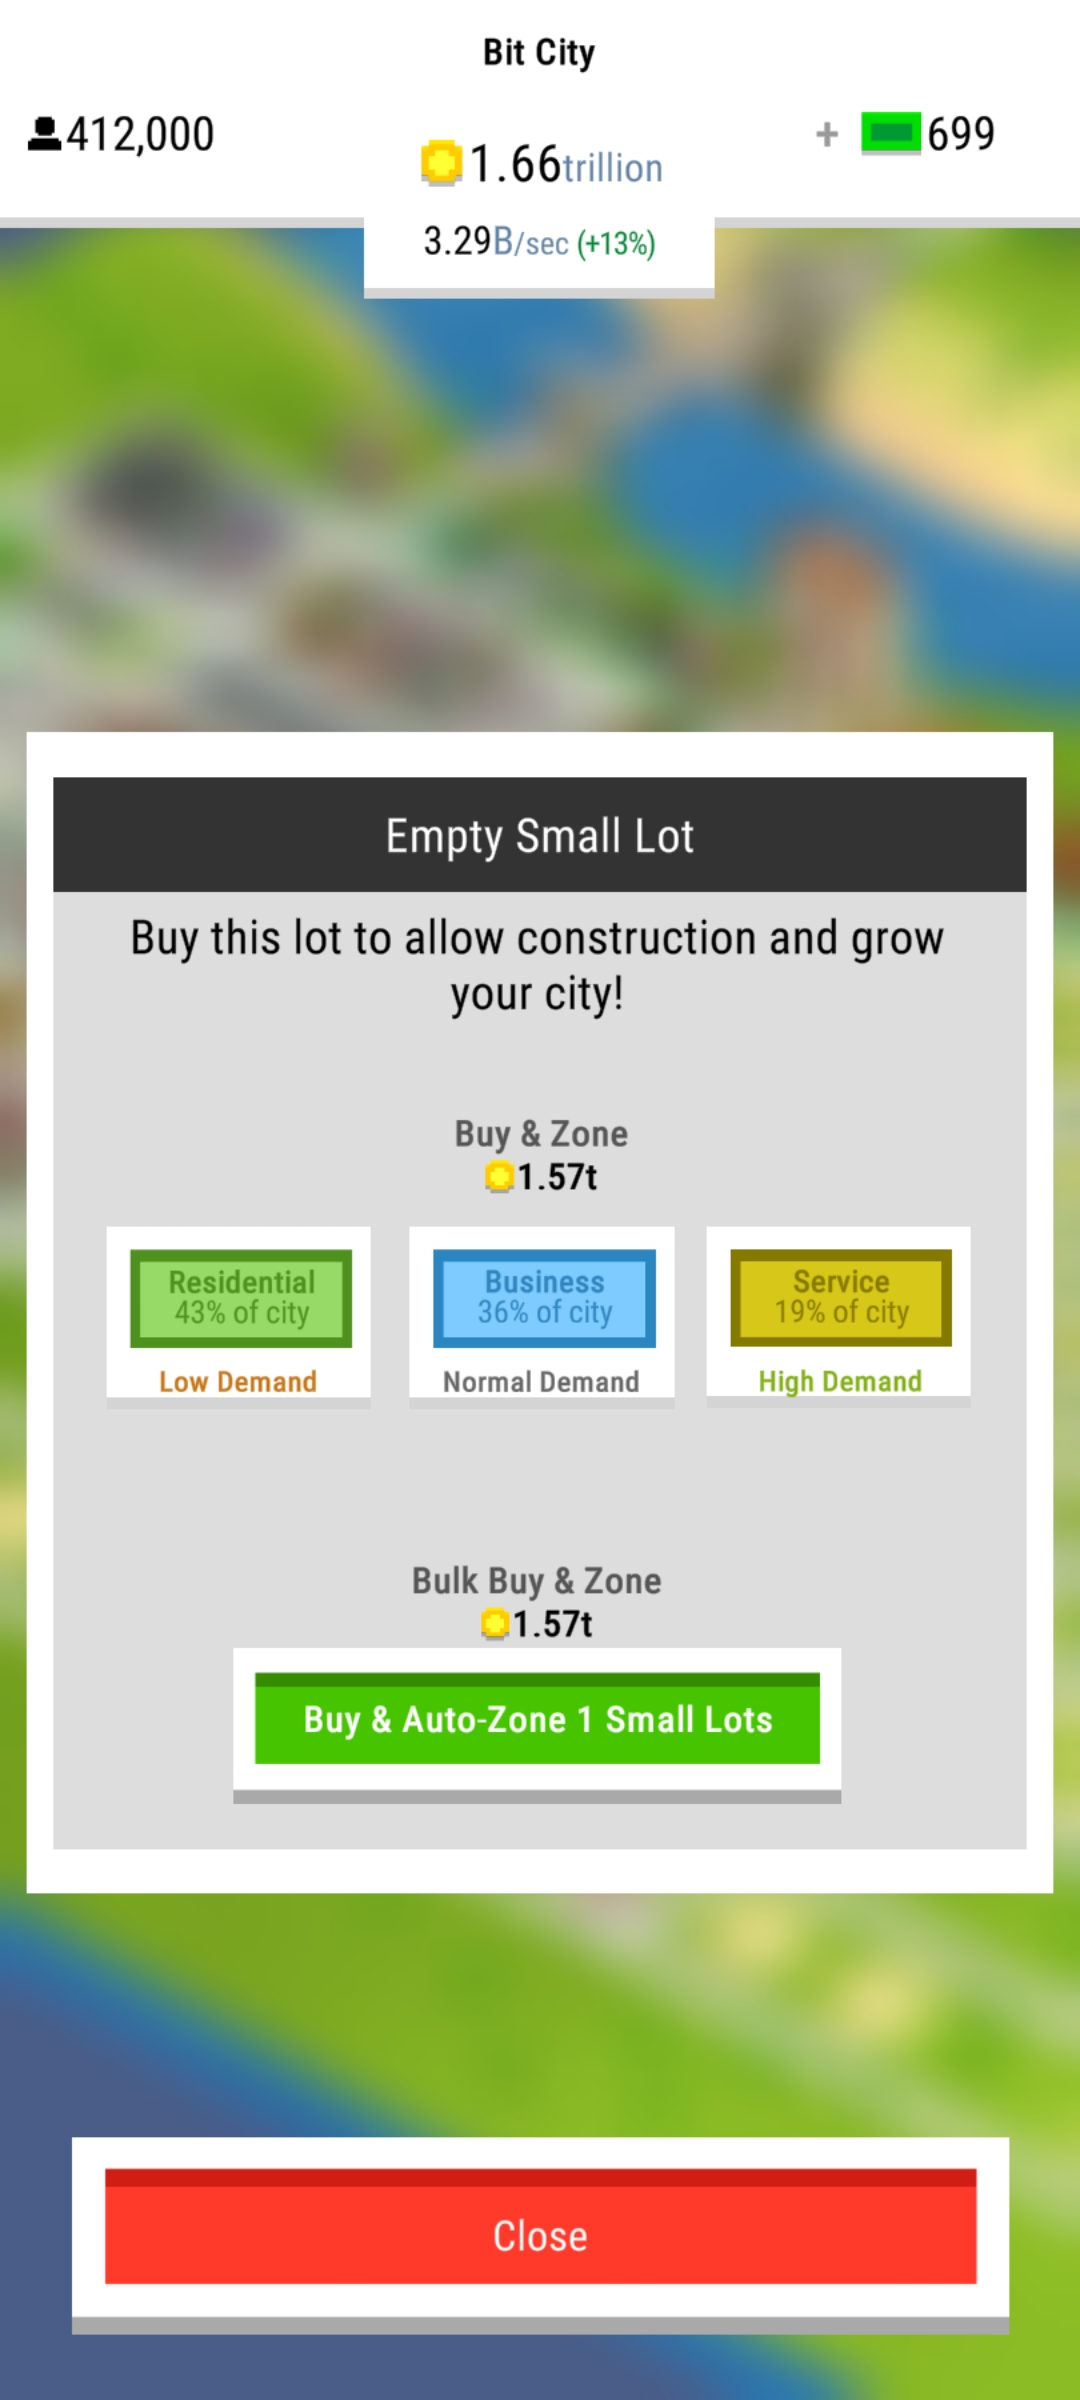 Bit City
412,000
1.66trillion
+ 699
3.29B/sec (+13%)
Empty Small Lot
Buy this lot to allow construction and grow
your city!
Buy & Zone
1.57t
Residential
43% of city
Low Demand
Business
36% of city
Normal Demand
Service
19% of city
High Demand
Bulk Buy & Zone
1.57t
Buy & Auto-Zone 1 Small Lots
Close